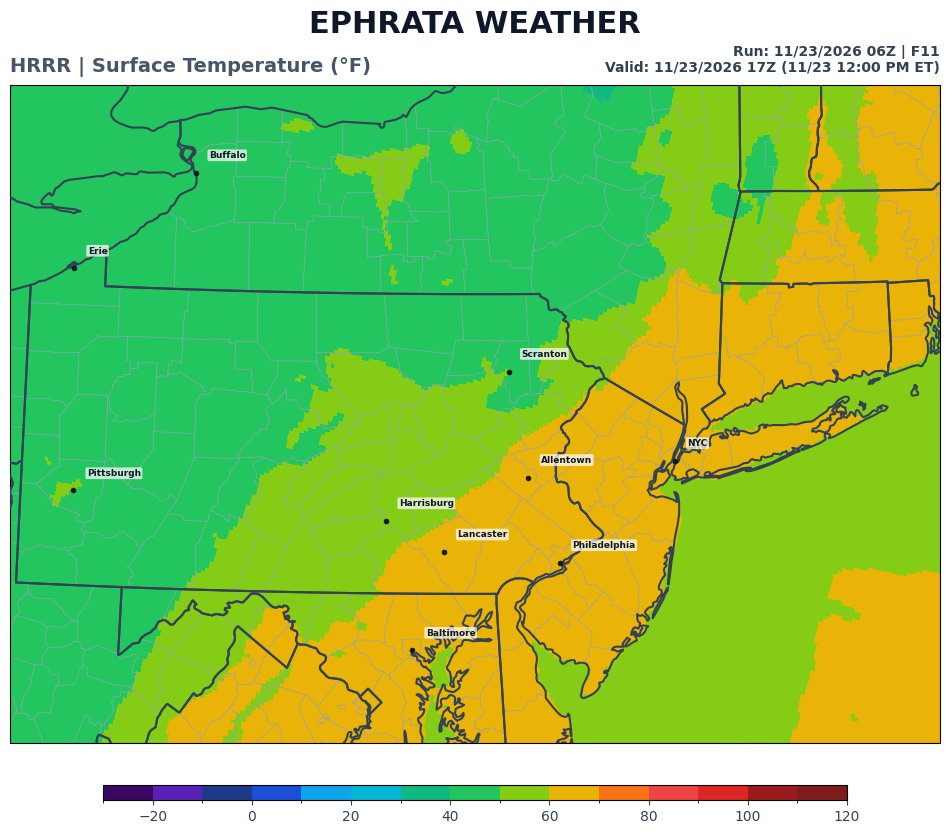 EPHRATA WEATHER
HRRR | Surface Temperature (°F)
Run: 11/23/2026 06Z | F11
Valid: 11/23/2026 17Z (11/23 12:00 PM ET)
Buffalo
Erie
Scranton
NYC
Allentown
Pittsburgh
Harrisburg
Lancaster
Philadelphia
Baltimore
−20 0 20 40 60 80 100 120